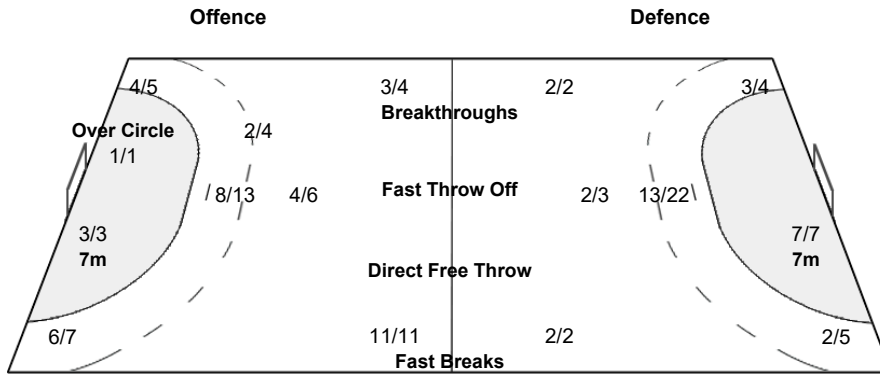 Offence Defence
4/5 3/4 2/2 3/4
Breakthroughs
Over Circle 2/4
1/1
8/13 4/6 Fast Throw Off 2/3 13/22
3/3 7/7
7m 7m
Direct Free Throw
6/7 11/11 2/2 2/5
Fast Breaks